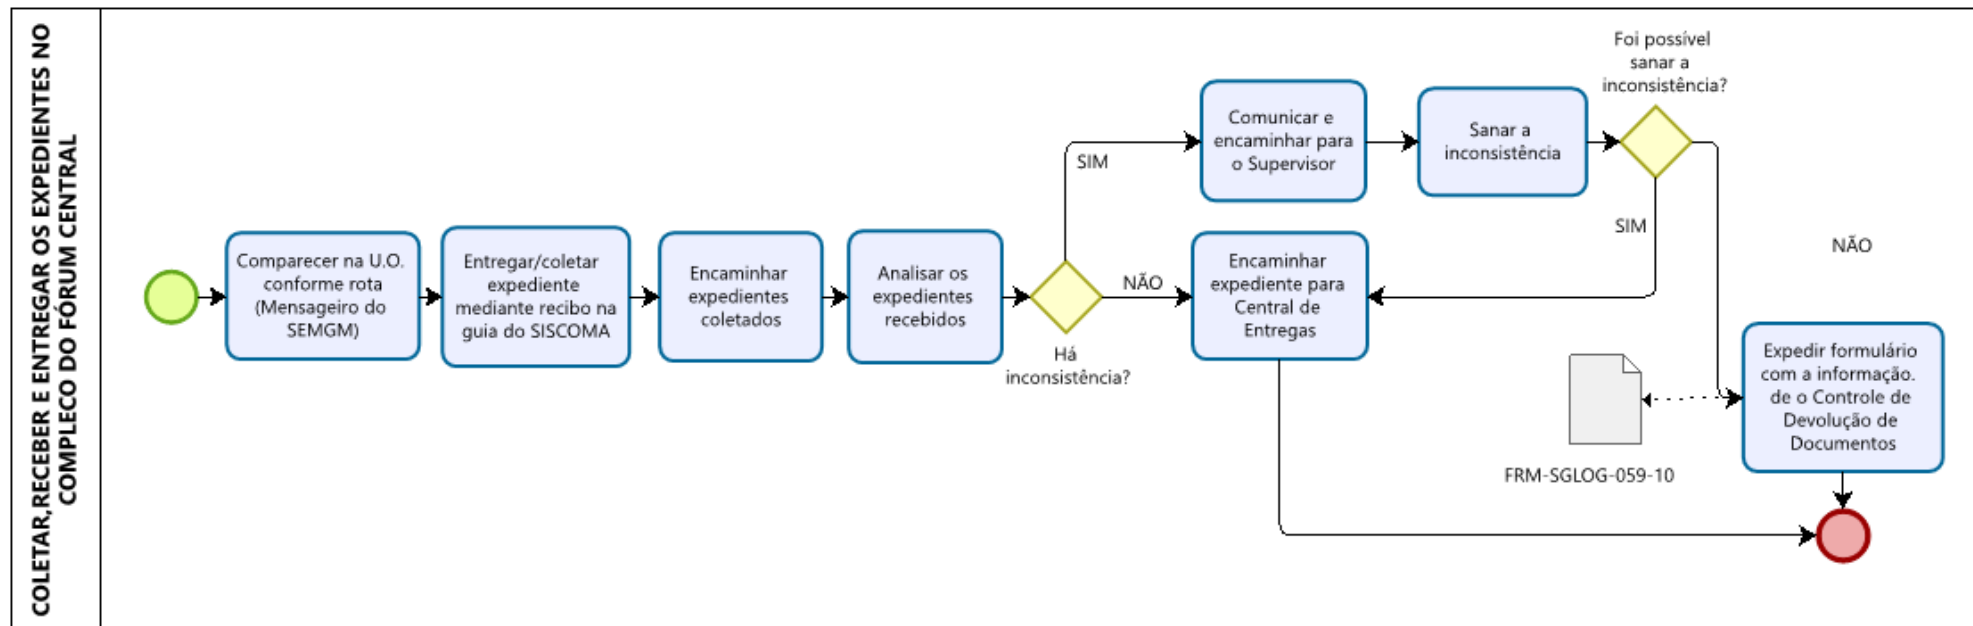 COLETAR,RECEBER E ENTREGAR OS EXPEDIENTES NO
COMPLECO DO FÓRUM CENTRAL
Comparecer na U.O.
conforme rota
(Mensageiro do
SEMGM)
Entregar/coletar
expediente
mediante recibo na
guia do SISCOMA
Encaminhar
expedientes
coletados
Analisar os
expedientes
recebidos
Há
inconsistência?
SIM
NÃO
Comunicar e
encaminhar para
o Supervisor
Sanar a
inconsistência
Foi possível
sanar a
inconsistência?
SIM
NÃO
Encaminhar
expediente para
Central de
Entregas
Expedir formulário
com a informação.
de o Controle de
Devolução de
Documentos
FRM-SGLOG-059-10